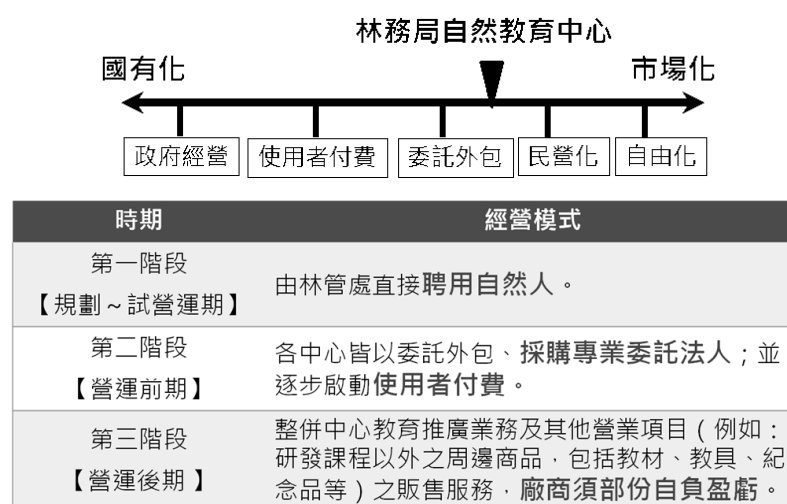 林務局自然教育中心
國有化 市場化
政府經營 使用者付費 委託外包 民營化 自由化
時期 經營模式
第一階段
【規劃~試營運期】
由林管處直接聘用自然人。
第二階段
【營運前期】
各中心皆以委託外包、採購專業委託法人；並
逐步啟動使用者付費。
第三階段
【營運後期 】
整併中心教育推廣業務及其他營業項目（例如：
研發課程以外之周邊商品，包括教材、教具、紀
念品等）之販售服務，廠商須部份自負盈虧。